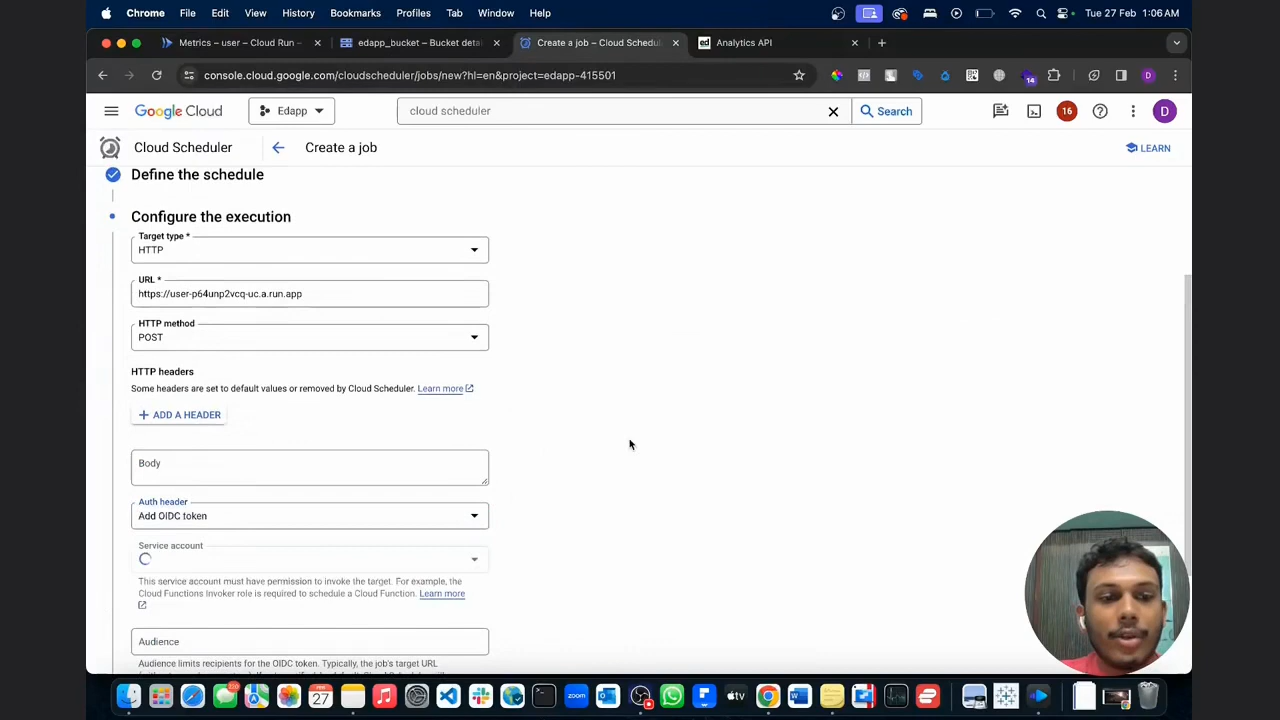 Chrome File Edit View History Bookmarks Profiles Tab Window Help Tue 27 Feb 1:06 AM
Metrics – user – Cloud Run – edapp_bucket – Bucket deta Create a job – Cloud Schedul ed Analytics API
console.cloud.google.com/cloudscheduler/jobs/new?hl=en&project=edapp-415501 D
14
Google Cloud Edapp cloud scheduler Search 16 D
Cloud Scheduler Create a job LEARN
Define the schedule
Configure the execution
Target type *
HTTP
URL *
https://user-p64unp2vcq-uc.a.run.app
HTTP method
POST
HTTP headers
Some headers are set to default values or removed by Cloud Scheduler. Learn more
+ ADD A HEADER
Body
Auth header
Add OIDC token
Service account
This service account must have permission to invoke the target. For example, the
Cloud Functions Invoker role is required to schedule a Cloud Function. Learn more
Audience
Audience limits recipients for the OIDC token. Typically, the job's target URL
27 zoom tv